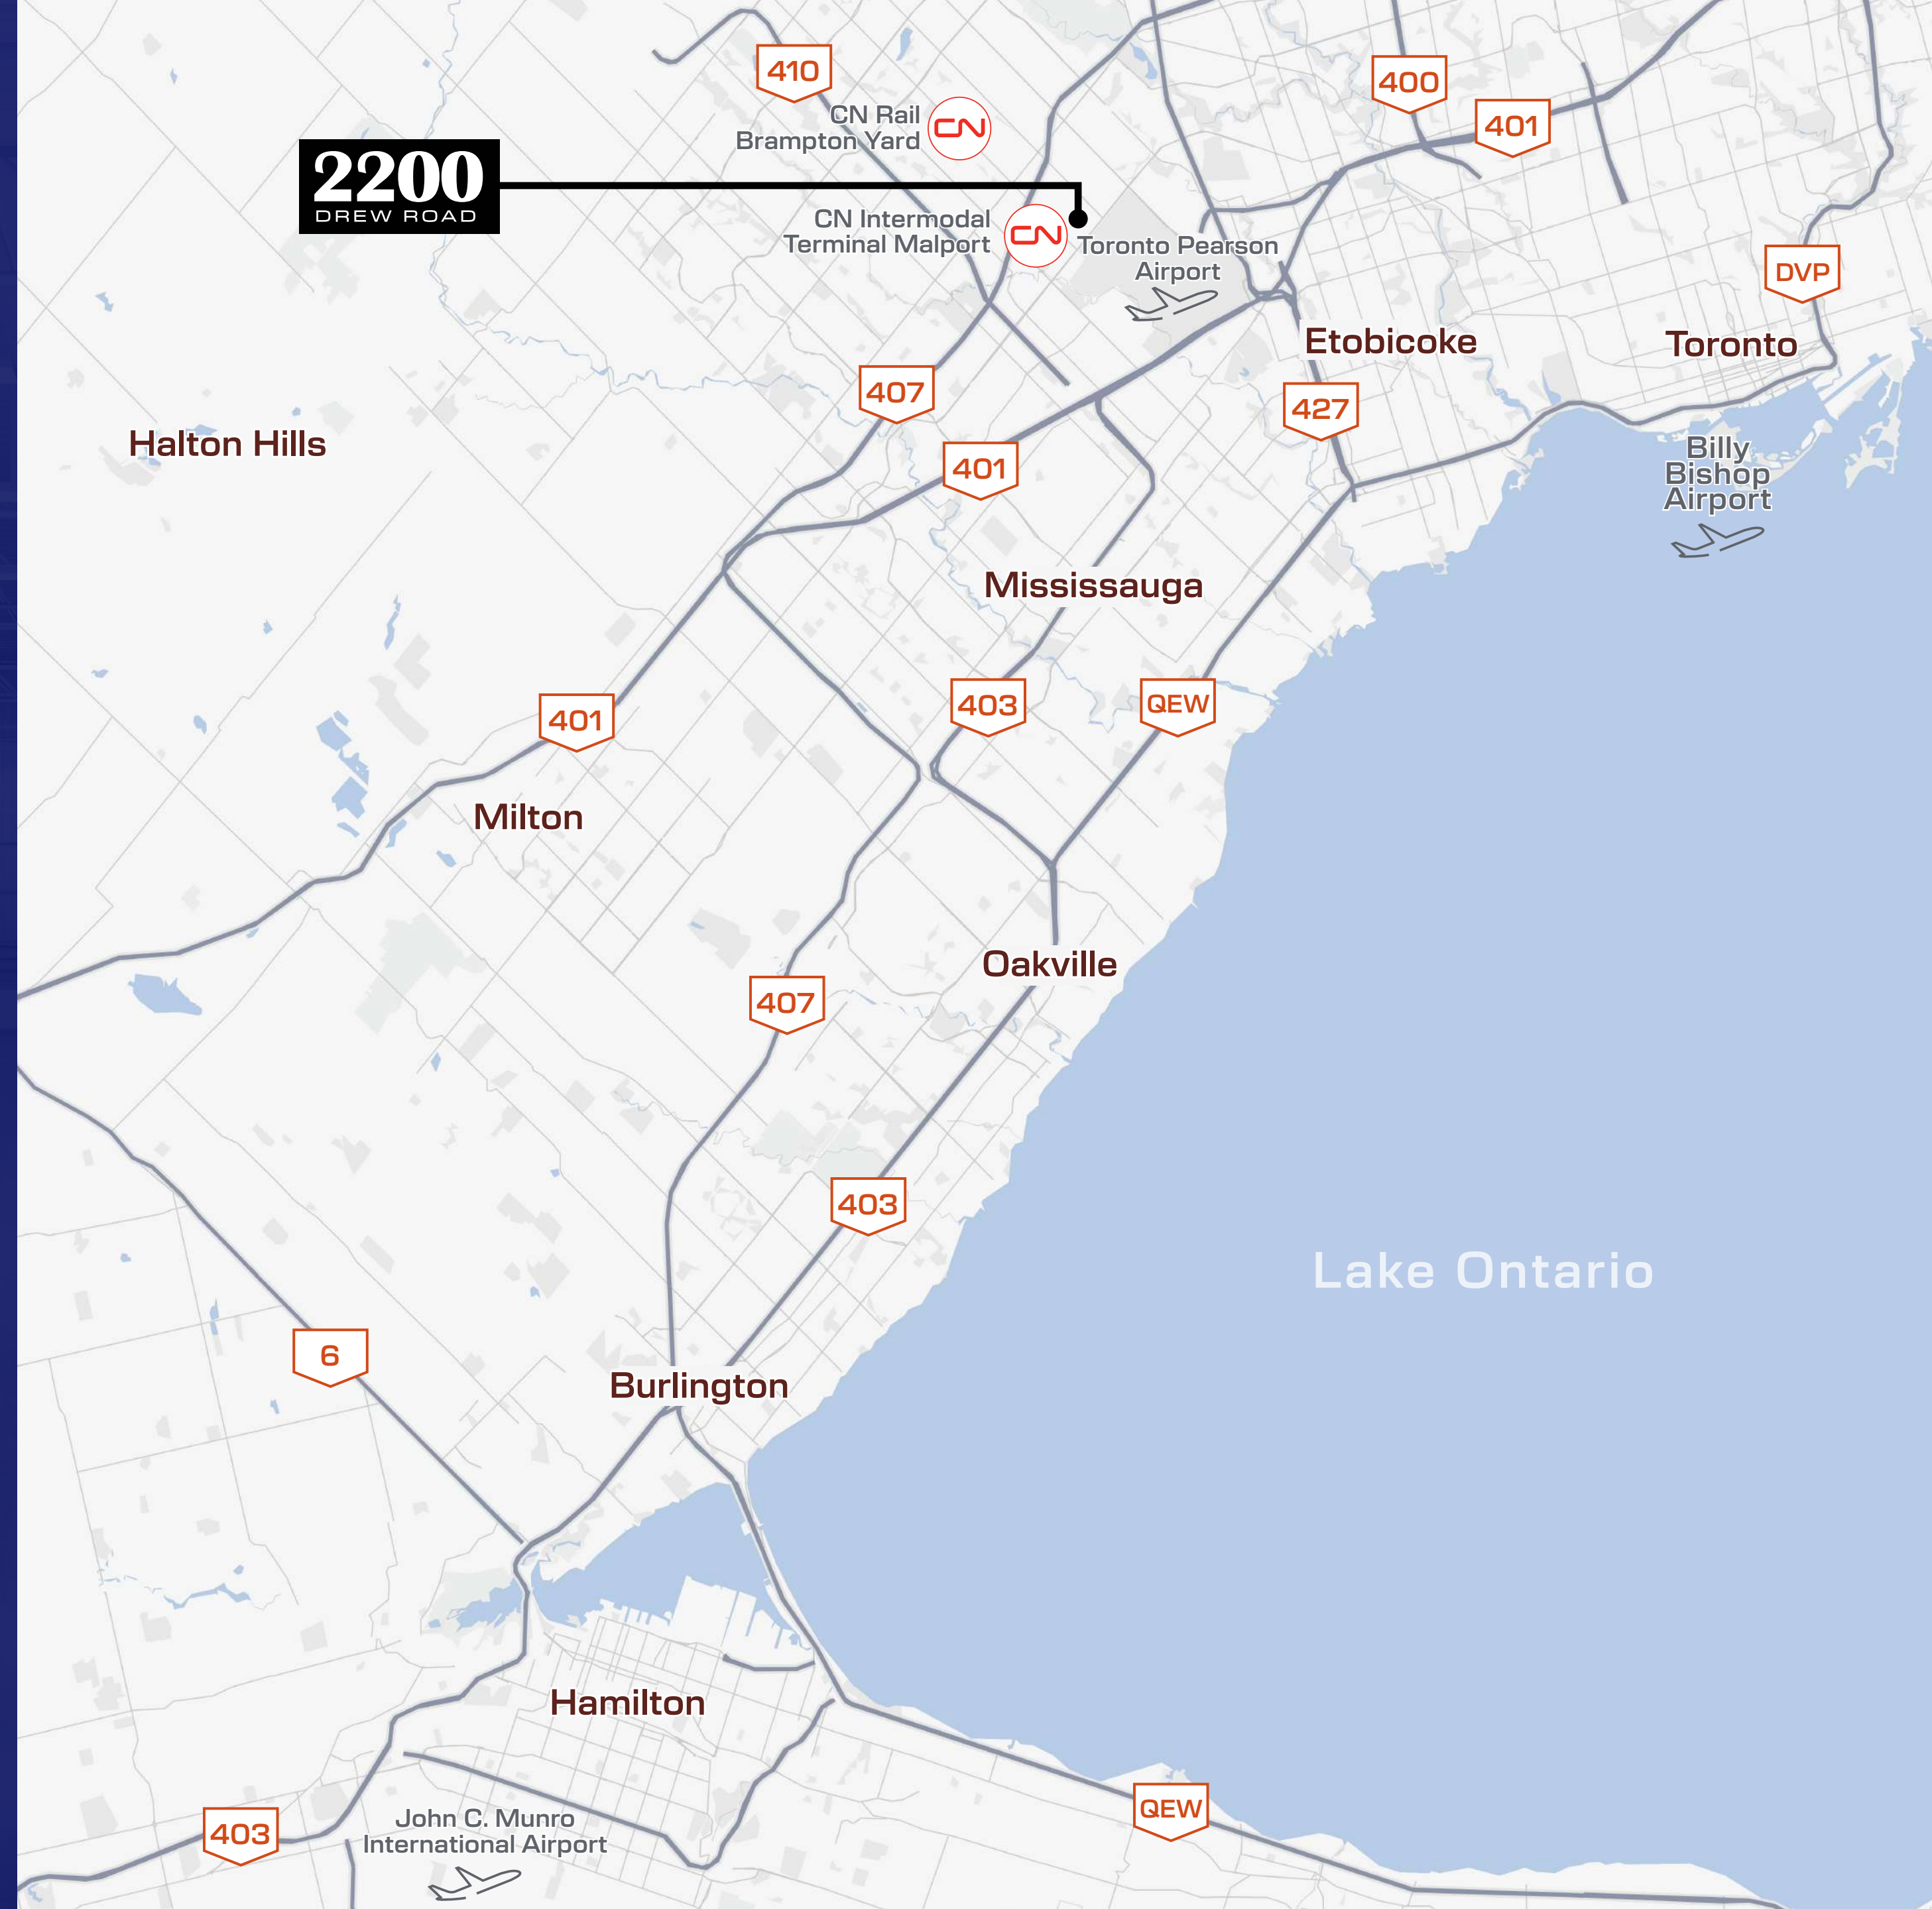 410
400
401
CN Rail
Brampton Yard
CN
2200
DREW ROAD
CN Intermodal
Terminal Malport
CN
Toronto Pearson
Airport
DVP
Etobicoke
Toronto
407
427
Halton Hills
401
Billy
Bishop
Airport
Mississauga
403
QEW
401
Milton
Oakville
407
403
Lake Ontario
6
Burlington
Hamilton
QEW
403
John C. Munro
International Airport